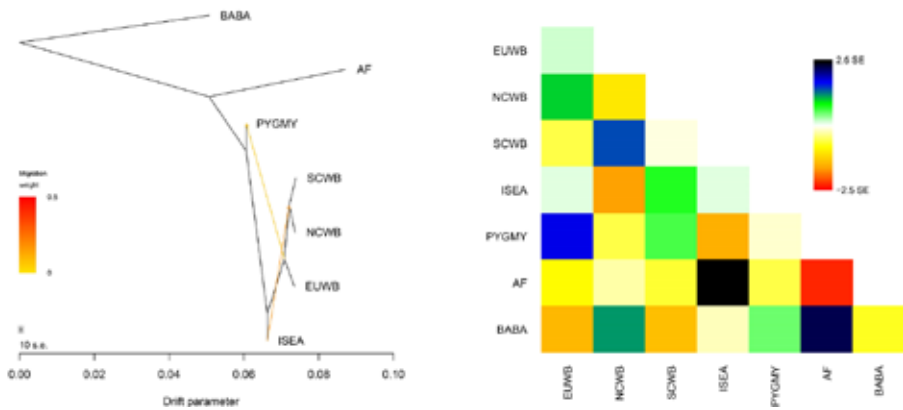 BABA
AF
PYGMY
SCWB
NCWB
EUWB
ISEA
Migration
weight
0.5
0
10 s.e.
0.00 0.02 0.04 0.06 0.08 0.10
Drift parameter
EUWB
NCWB
SCWB
ISEA
PYGMY
AF
BABA
2.6 SE
−2.5 SE
EUWB
NCWB
SCWB
ISEA
PYGMY
AF
BABA